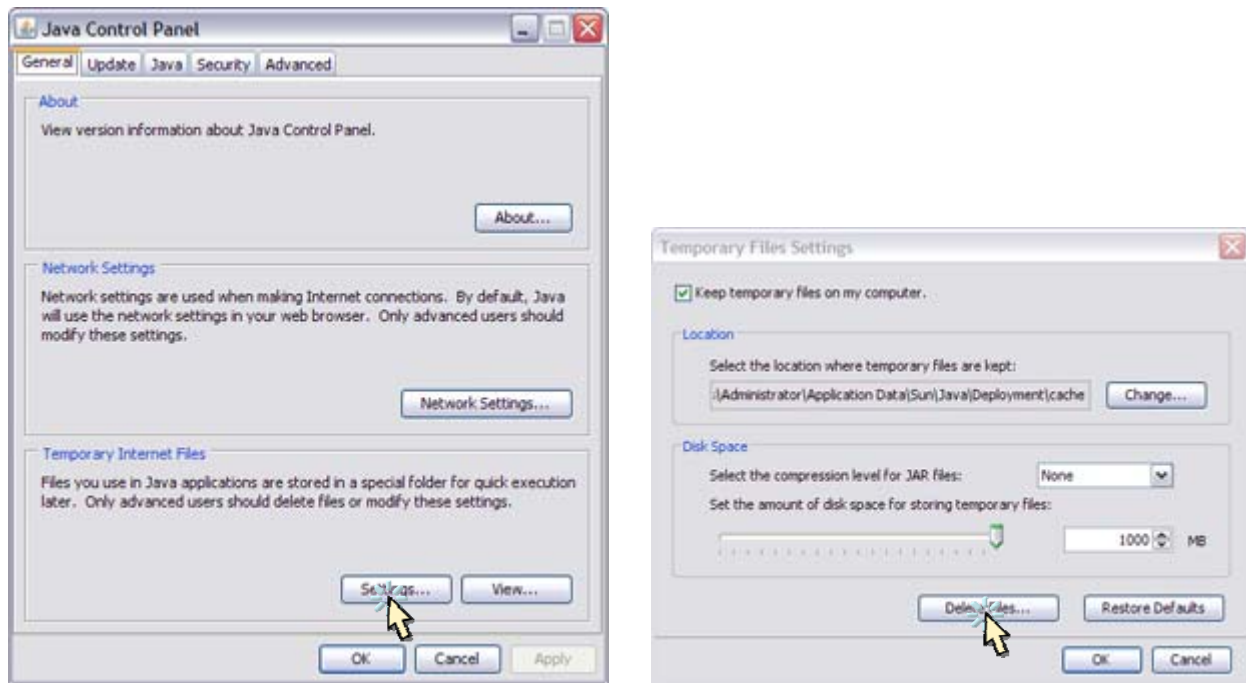 Java Control Panel
General Update Java Security Advanced
About
View version information about Java Control Panel.
About...
Network Settings
Network settings are used when making Internet connections. By default, Java
will use the network settings in your web browser. Only advanced users should
modify these settings.
Network Settings...
Temporary Internet Files
Files you use in Java applications are stored in a special folder for quick execution
later. Only advanced users should delete files or modify these settings.
Settings... View...
OK Cancel Apply
Temporary Files Settings
Keep temporary files on my computer.
Location
Select the location where temporary files are kept:
:\Administrator\Application Data\Sun\Java\Deployment\cache Change...
Disk Space
Select the compression level for JAR files: None
Set the amount of disk space for storing temporary files:
1000 MB
Delete Files... Restore Defaults
OK Cancel